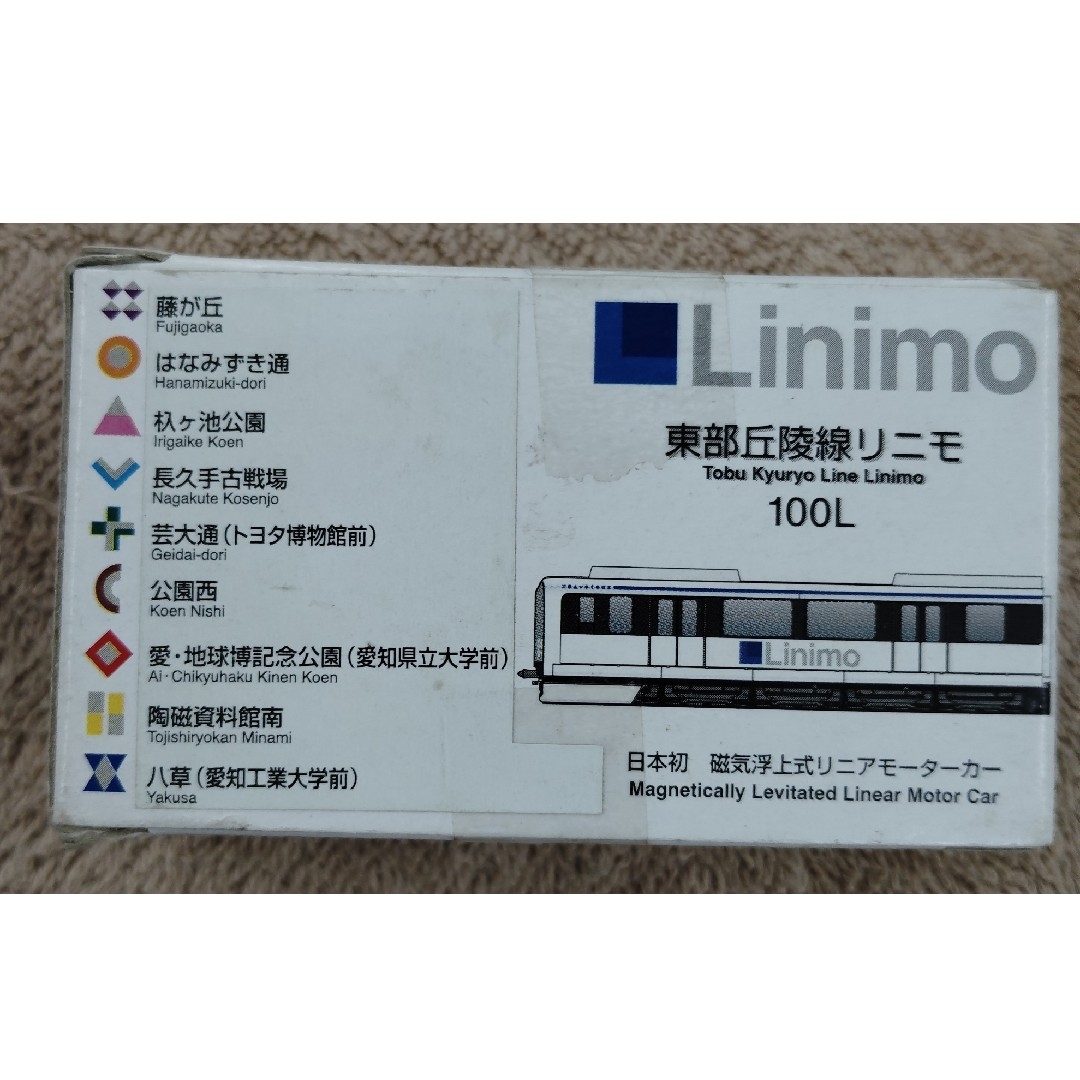 藤が丘
Fujigaoka
はなみずき通
Hanamizuki-dori
杁ヶ池公園
Irigaike Koen
長久手古戦場
Nagakute Kosenjo
芸大通(トヨタ博物館前)
Geidai-dori
公園西
Koen Nishi
愛・地球博記念公園(愛知県立大学前)
Ai・Chikyuhaku Kinen Koen
陶磁資料館南
Tojishiryokan Minami
八草(愛知工業大学前)
Yakusa
Linimo
東部丘陵線リニモ
Tobu Kyuryo Line Linimo
100L
Linimo
日本初 磁気浮上式リニアモーターカー
Magnetically Levitated Linear Motor Car